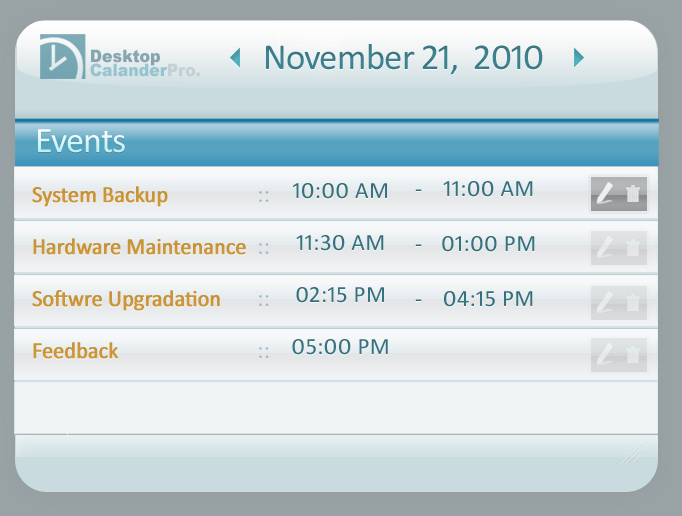 Desktop
CalanderPro.
November 21, 2010
Events
System Backup :: 10:00 AM - 11:00 AM
Hardware Maintenance :: 11:30 AM - 01:00 PM
Softwre Upgradation :: 02:15 PM - 04:15 PM
Feedback :: 05:00 PM